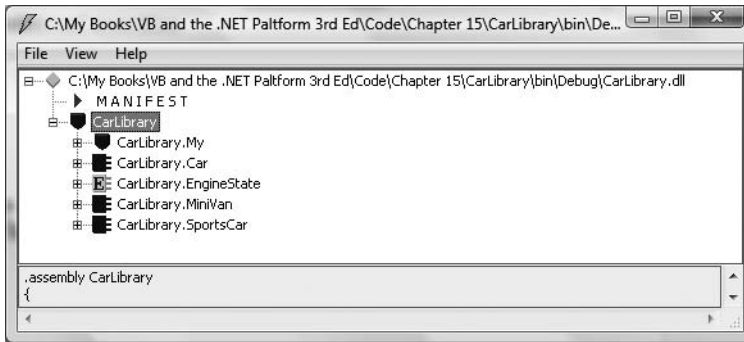 C:\My Books\VB and the .NET Paltform 3rd Ed\Code\Chapter 15\CarLibrary\bin\De...
File View Help
C:\My Books\VB and the .NET Paltform 3rd Ed\Code\Chapter 15\CarLibrary\bin\Debug\CarLibrary.dll
MANIFEST
CarLibrary
CarLibrary.My
CarLibrary.Car
E CarLibrary.EngineState
CarLibrary.MiniVan
CarLibrary.SportsCar
.assembly CarLibrary
{